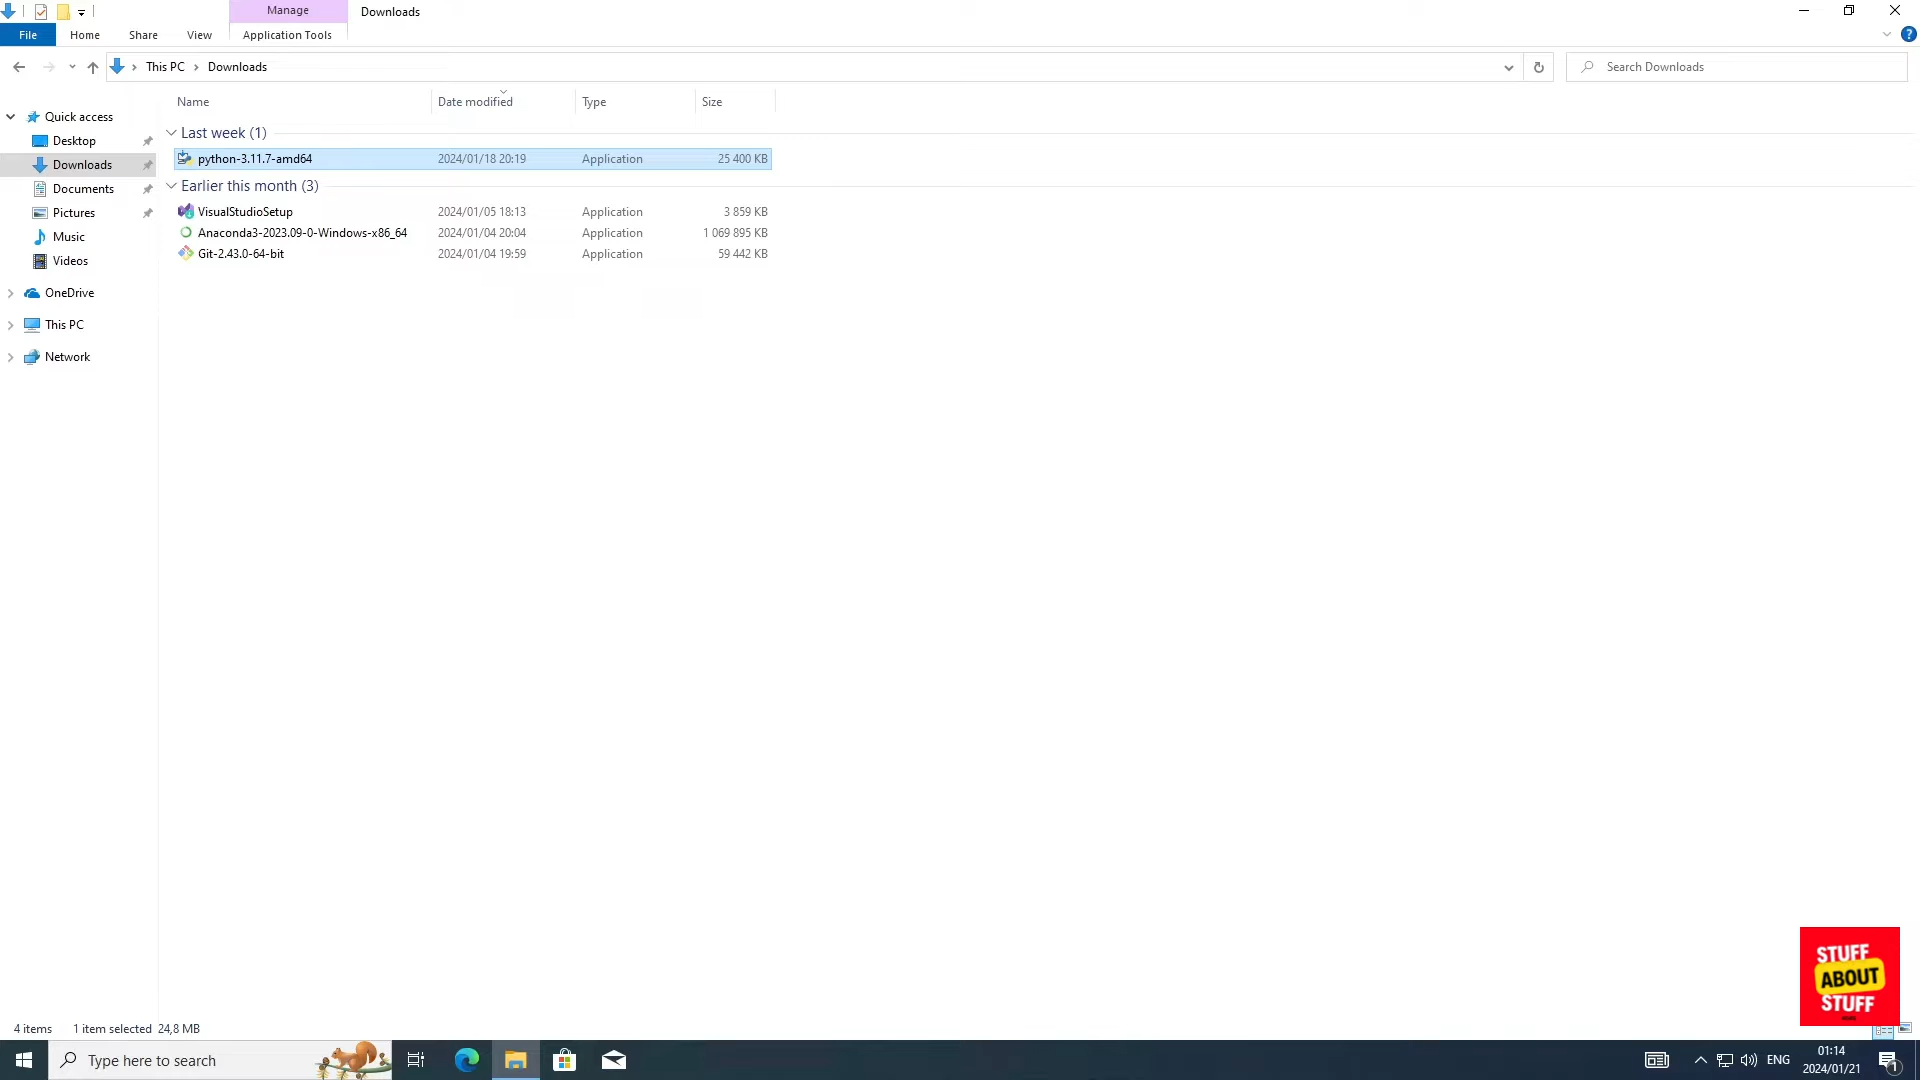 Manage
Downloads
File
Home
Share
View
Application Tools
This PC
Downloads
Search Downloads
Name
Date modified
Type
Size
Quick access
Desktop
Downloads
Documents
Pictures
Music
Videos
OneDrive
This PC
Network
Last week (1)
python-3.11.7-amd64 2024/01/18 20:19 Application 25 400 KB
Earlier this month (3)
VisualStudioSetup 2024/01/05 18:13 Application 3 859 KB
Anaconda3-2023.09-0-Windows-x86_64 2024/01/04 20:04 Application 1 069 895 KB
Git-2.43.0-64-bit 2024/01/04 19:59 Application 59 442 KB
STUFF
ABOUT
STUFF
4 items 1 item selected 24,8 MB
Type here to search
ENG
01:14
2024/01/21
1